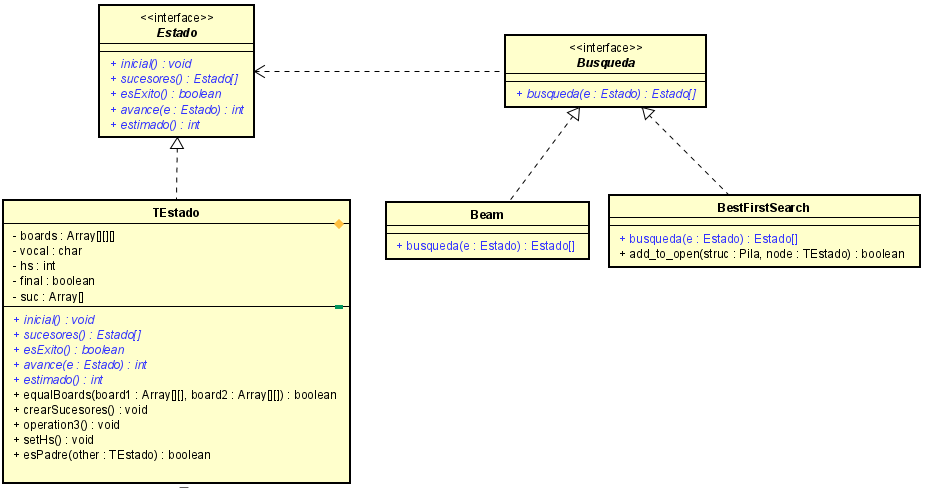 <<interface>>
Estado
+ inicial() : void
+ sucesores() : Estado[]
+ esExito() : boolean
+ avance(e : Estado) : int
+ estimado() : int
<<interface>>
Busqueda
+ busqueda(e : Estado) : Estado[]
TEstado
- boards : Array[][][]
- vocal : char
- hs : int
- final : boolean
- suc : Array[]
+ inicial() : void
+ sucesores() : Estado[]
+ esExito() : boolean
+ avance(e : Estado) : int
+ estimado() : int
+ equalBoards(board1 : Array[][], board2 : Array[][]) : boolean
+ crearSucesores() : void
+ operation3() : void
+ setHs() : void
+ esPadre(other : TEstado) : boolean
Beam
+ busqueda(e : Estado) : Estado[]
BestFirstSearch
+ busqueda(e : Estado) : Estado[]
+ add_to_open(struc : Pila, node : TEstado) : boolean